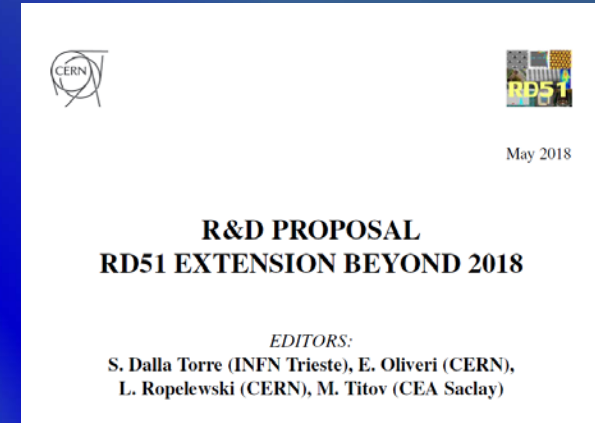 CERN
RD51
May 2018
R&D PROPOSAL
RD51 EXTENSION BEYOND 2018
EDITORS:
S. Dalla Torre (INFN Trieste), E. Oliveri (CERN),
L. Ropelewski (CERN), M. Titov (CEA Saclay)